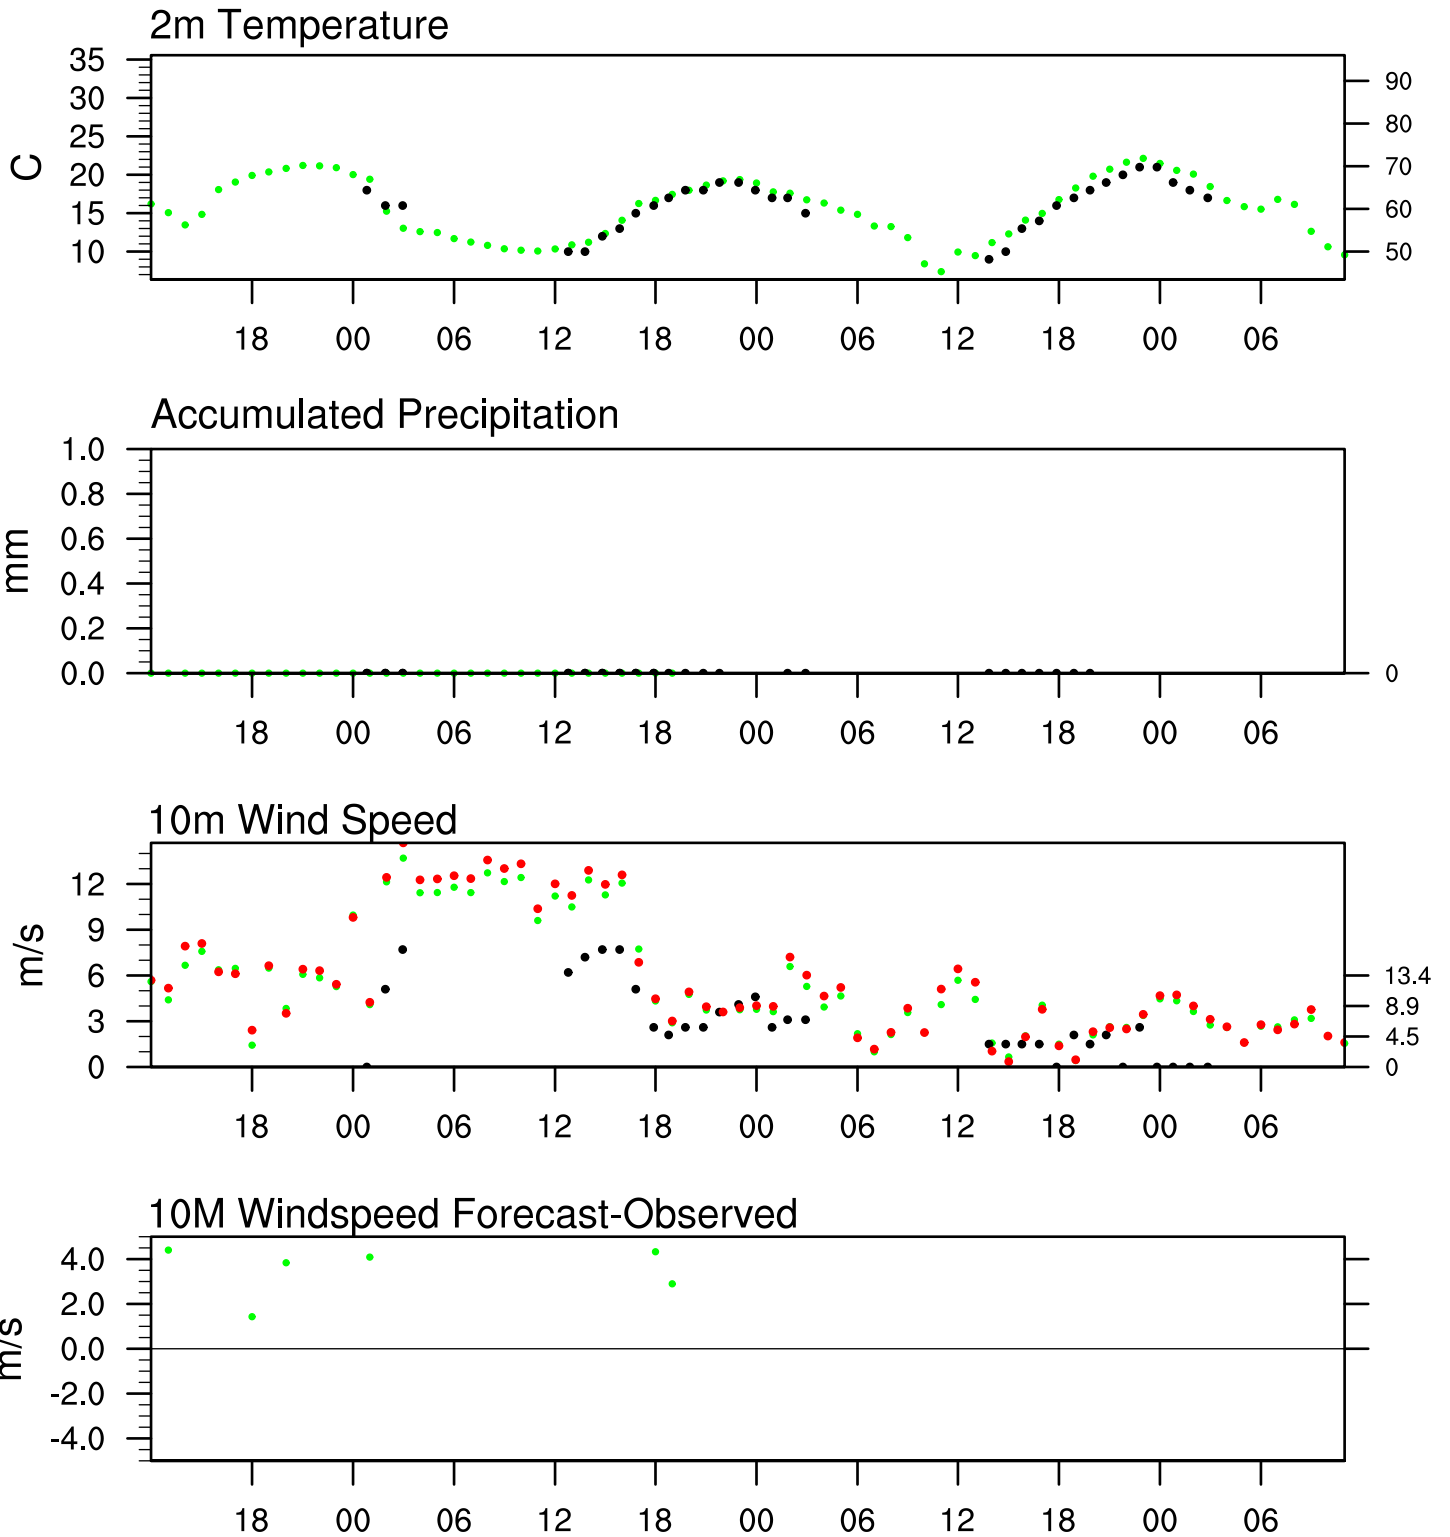 2m Temperature
35
30
25
20
15
10
C
90
80
70
60
50
18 00 06 12 18 00 06 12 18 00 06
Accumulated Precipitation
1.0
0.8
0.6
0.4
0.2
0.0
mm
0
18 00 06 12 18 00 06 12 18 00 06
10m Wind Speed
12
9
6
3
0
m/s
13.4
8.9
4.5
0
18 00 06 12 18 00 06 12 18 00 06
10M Windspeed Forecast-Observed
4.0
2.0
0.0
-2.0
-4.0
m/s
18 00 06 12 18 00 06 12 18 00 06